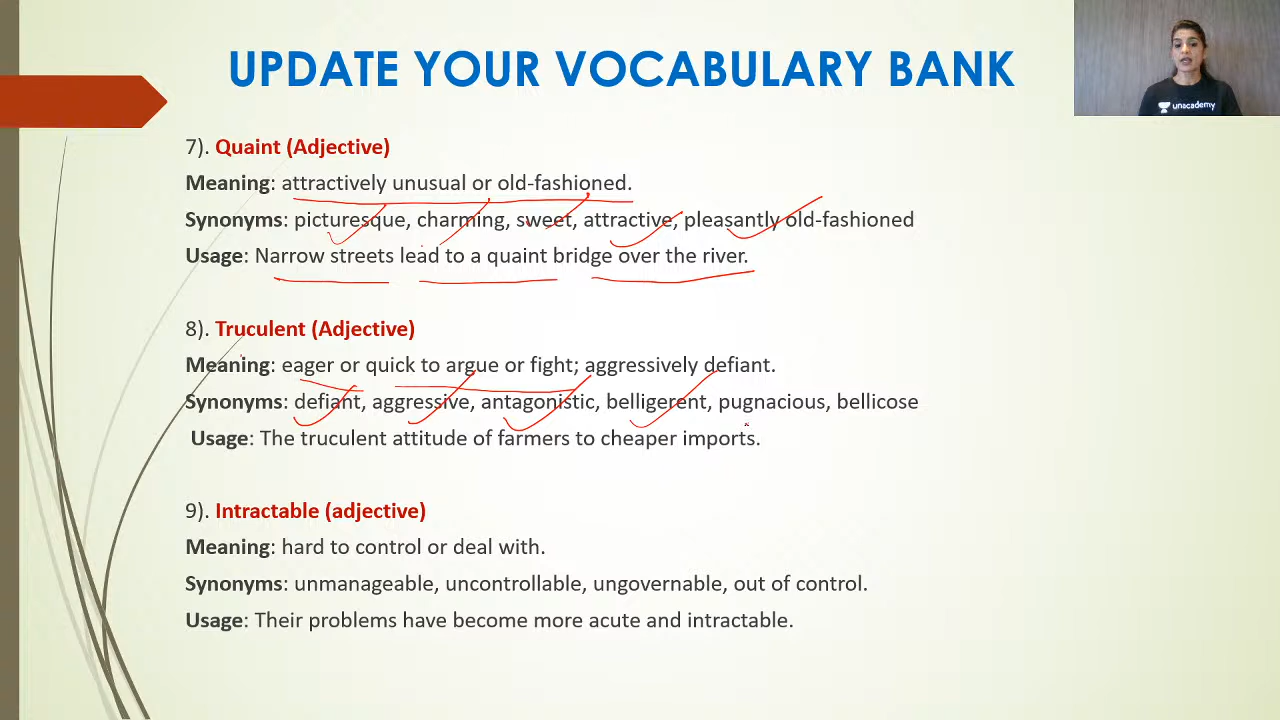 UPDATE YOUR VOCABULARY BANK
unacademy
7). Quaint (Adjective)
Meaning: attractively unusual or old-fashioned.
Synonyms: picturesque, charming, sweet, attractive, pleasantly old-fashioned
Usage: Narrow streets lead to a quaint bridge over the river.
8). Truculent (Adjective)
Meaning: eager or quick to argue or fight; aggressively defiant.
Synonyms: defiant, aggressive, antagonistic, belligerent, pugnacious, bellicose
Usage: The truculent attitude of farmers to cheaper imports.
9). Intractable (adjective)
Meaning: hard to control or deal with.
Synonyms: unmanageable, uncontrollable, ungovernable, out of control.
Usage: Their problems have become more acute and intractable.